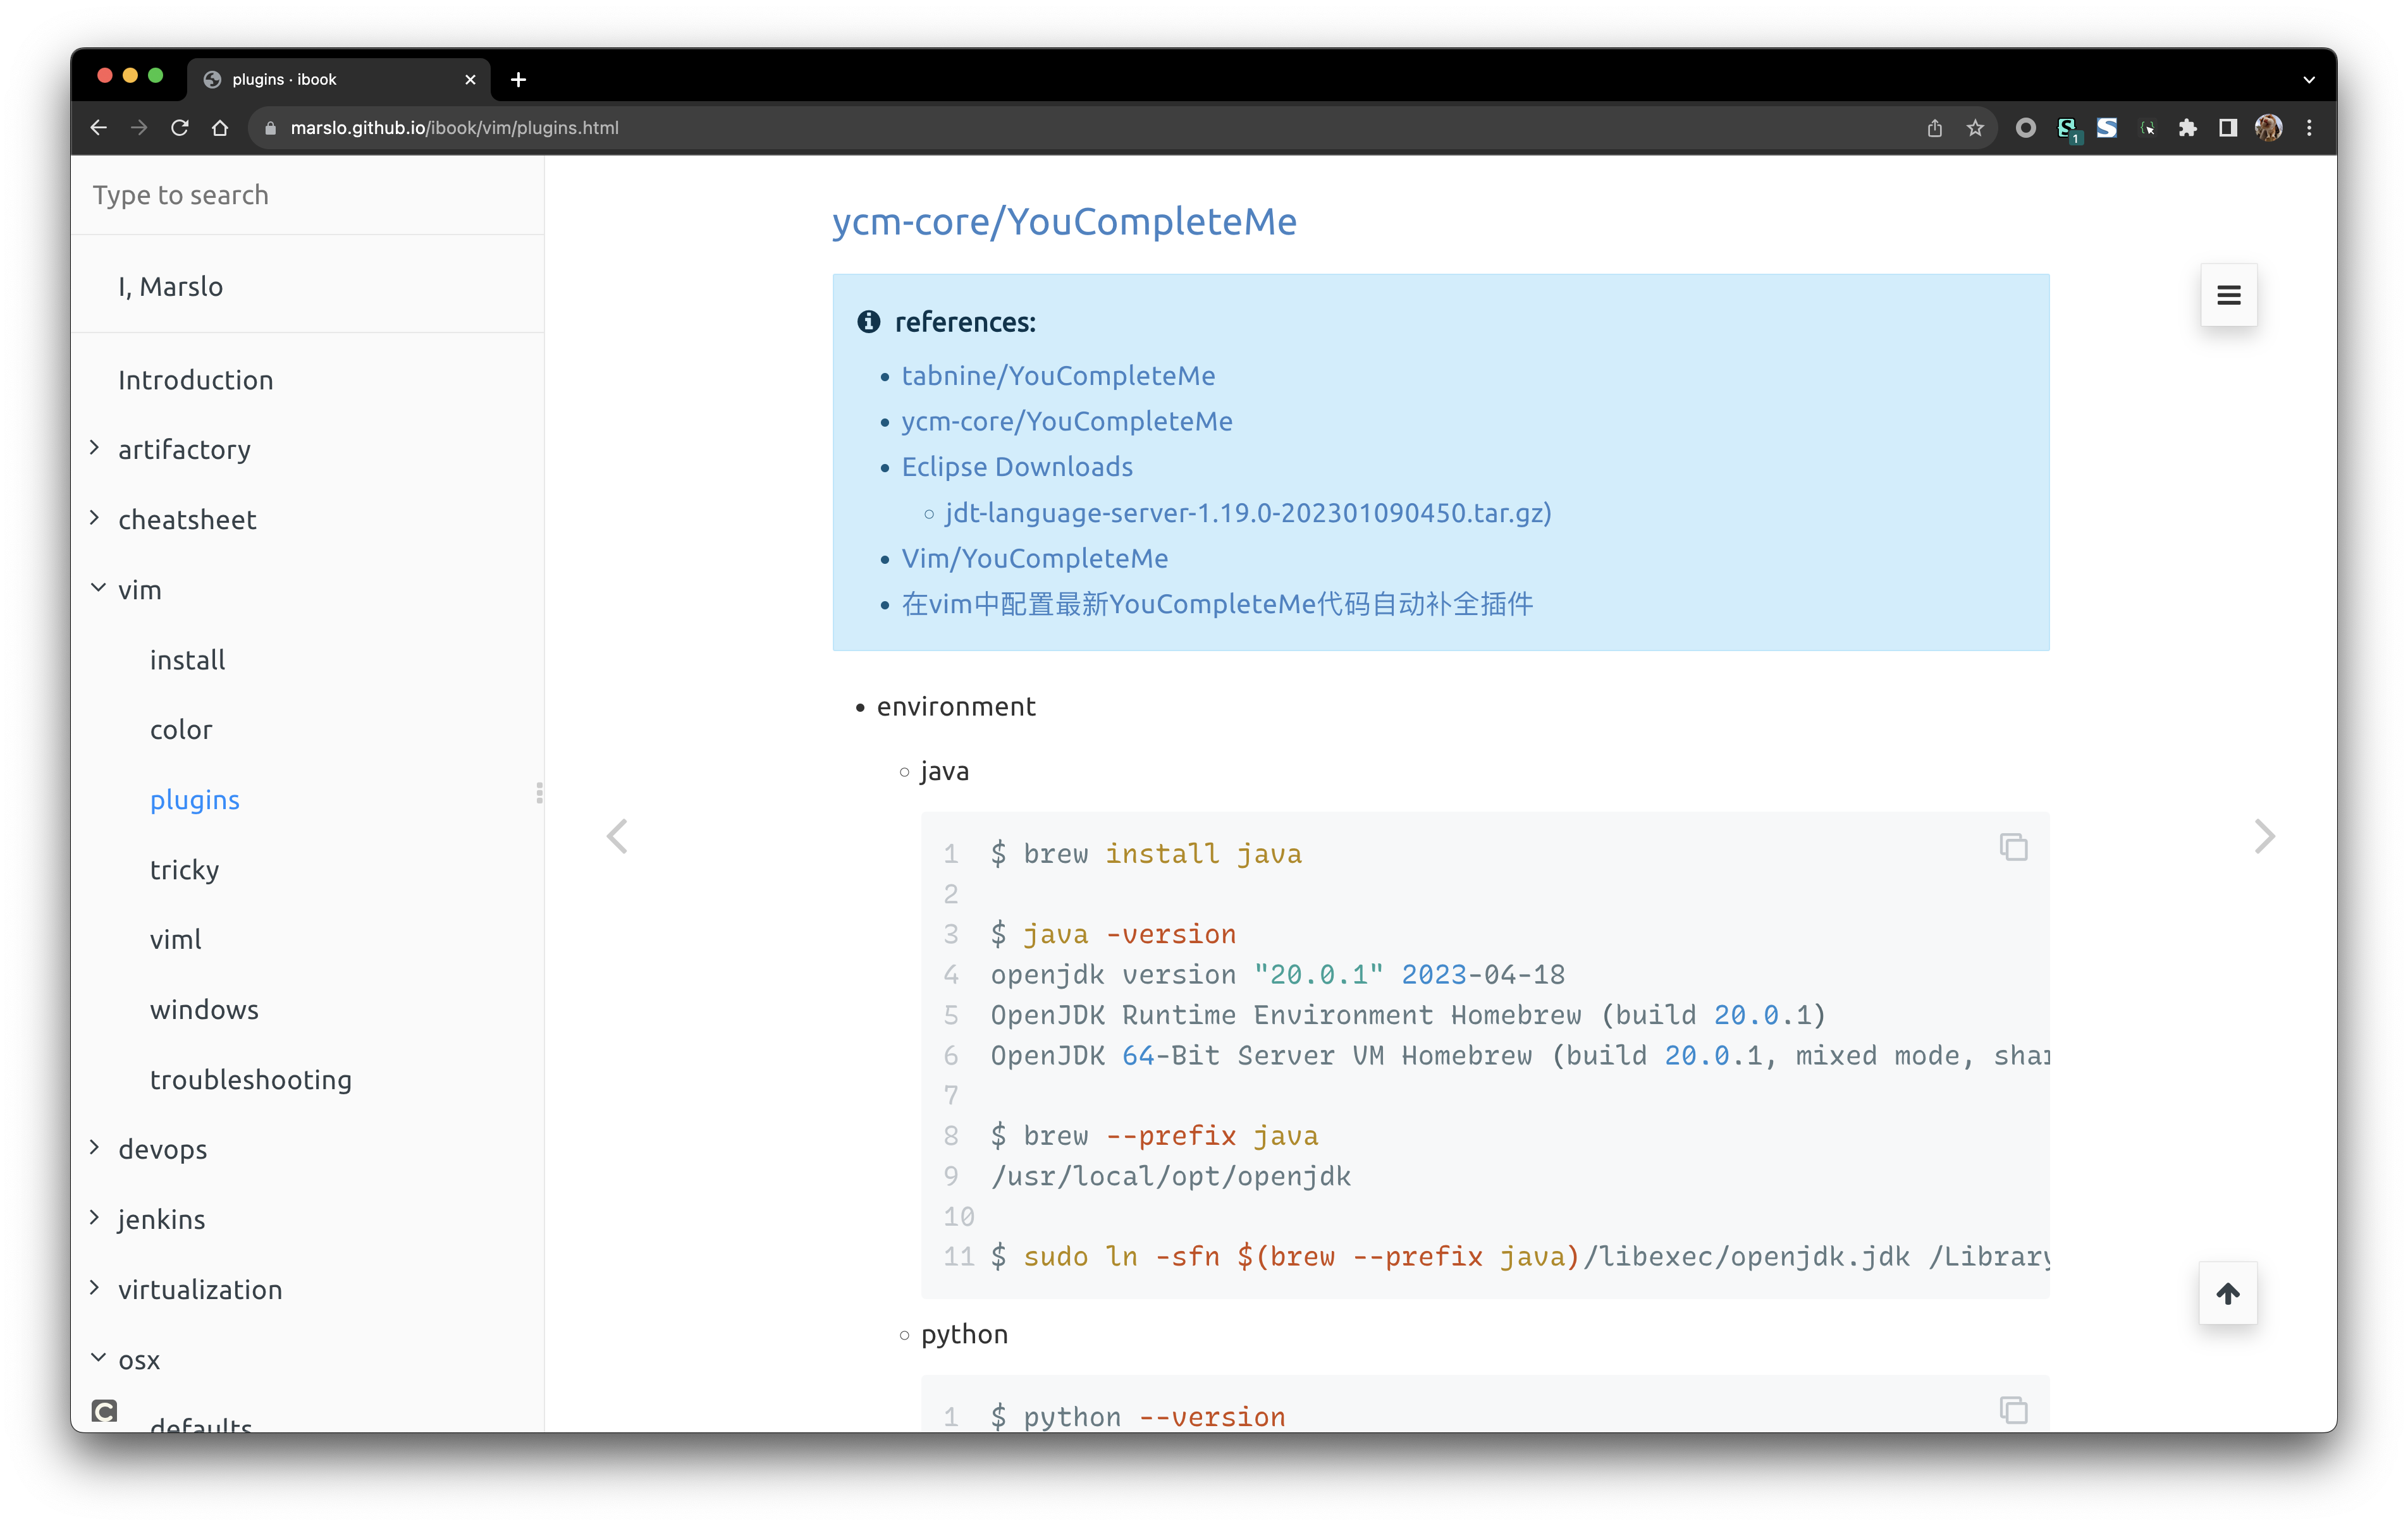 plugins · ibook
marslo.github.io/ibook/vim/plugins.html
1
Type to search
I, Marslo
Introduction
artifactory
cheatsheet
vim
install
color
plugins
tricky
viml
windows
troubleshooting
devops
jenkins
virtualization
osx
defaults
ycm-core/YouCompleteMe
references:
tabnine/YouCompleteMe
ycm-core/YouCompleteMe
Eclipse Downloads
jdt-language-server-1.19.0-202301090450.tar.gz)
Vim/YouCompleteMe
在vim中配置最新YouCompleteMe代码自动补全插件
environment
java
1 $ brew install java
2
3 $ java -version
4 openjdk version "20.0.1" 2023-04-18
5 OpenJDK Runtime Environment Homebrew (build 20.0.1)
6 OpenJDK 64-Bit Server VM Homebrew (build 20.0.1, mixed mode, shar
7
8 $ brew --prefix java
9 /usr/local/opt/openjdk
10
11 $ sudo ln -sfn $(brew --prefix java)/libexec/openjdk.jdk /Library
python
1 $ python --version